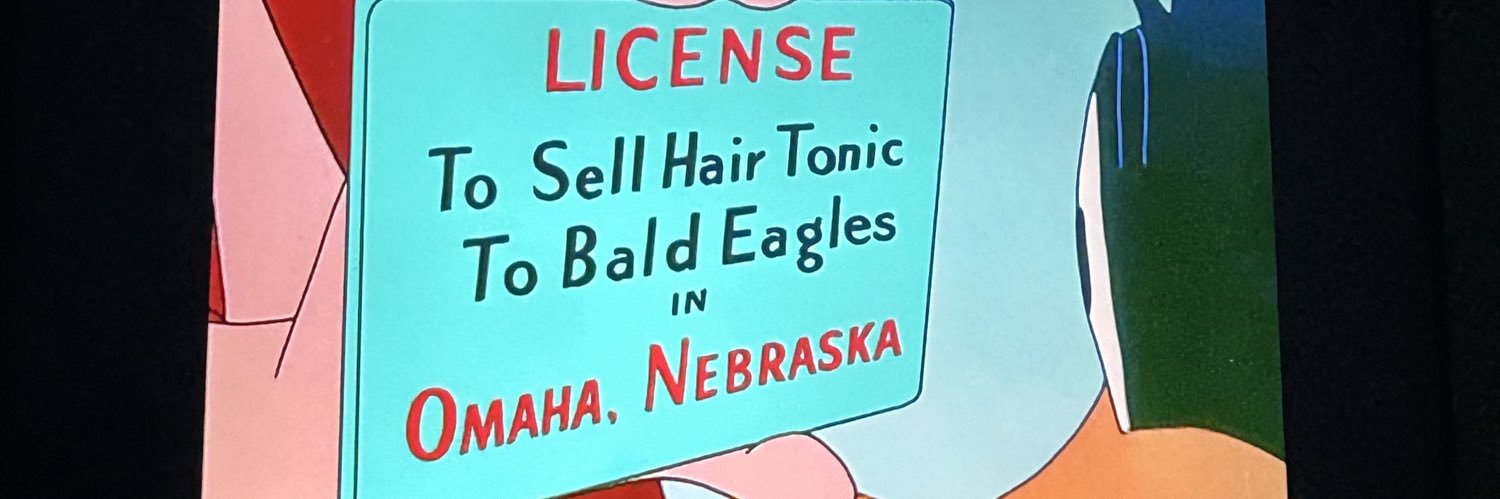 LICENSE
To Sell Hair Tonic
To Bald Eagles
IN
OMAHA, NEBRASKA